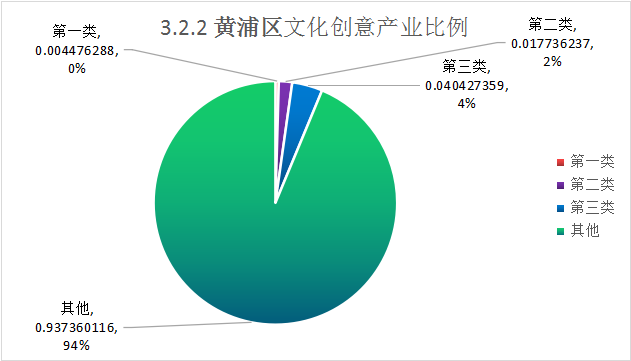 3.2.2 黄浦区文化创意产业比例
第一类,
0.004476288,
0%
第二类,
0.017736237,
2%
第三类,
0.040427359,
4%
第一类
第二类
第三类
其他
其他,
0.937360116,
94%